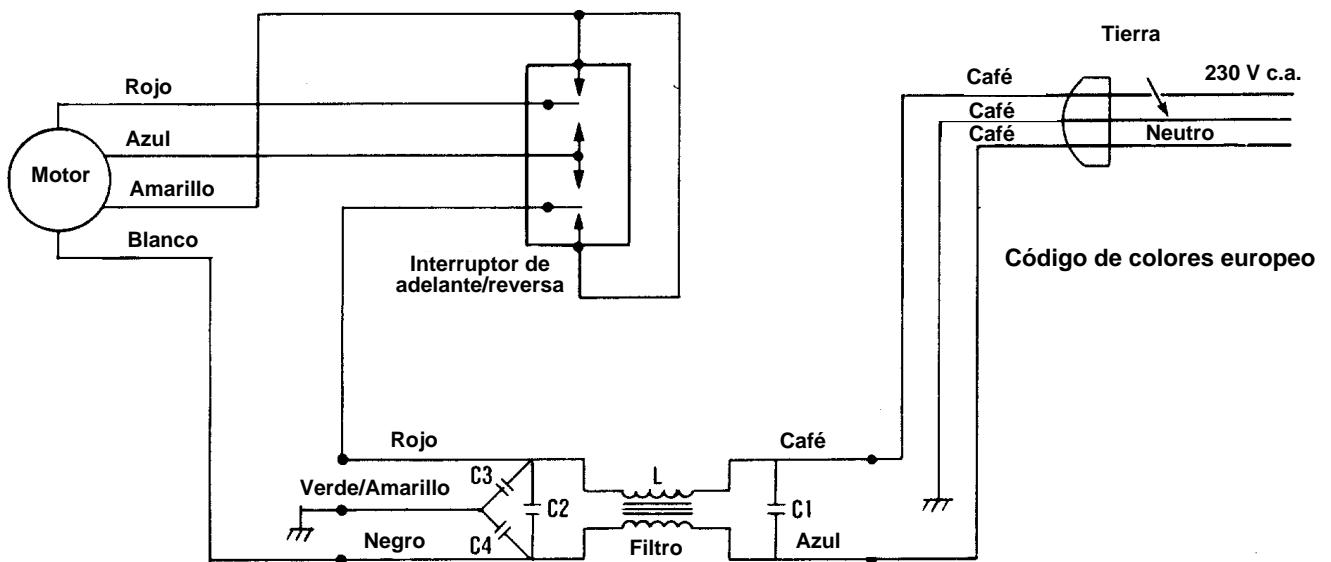 Tierra
Rojo
Café
230 V c.a.
Café
Azul
Café
Neutro
Motor
Amarillo
Blanco
Interruptor de
adelante/reversa
Código de colores europeo
Rojo
Café
C3
L
Verde/Amarillo
C2
C1
C4
Negro
Filtro
Azul